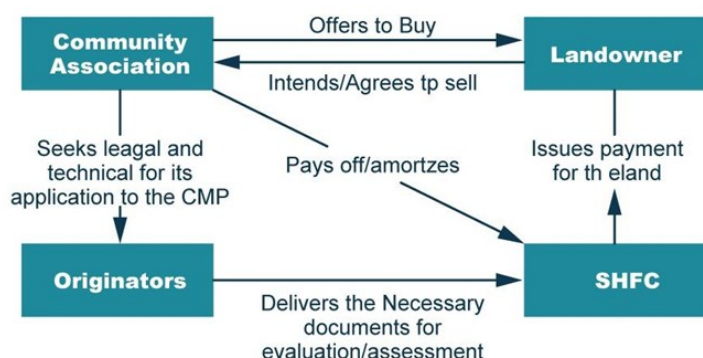 Community
Association
Offers to Buy
Landowner
Intends/Agrees tp sell
Seeks leagal and
technical for its
application to the CMP
Pays off/amortzes
Issues payment
for th eland
Originators
SHFC
Delivers the Necessary
documents for
evaluation/assessment